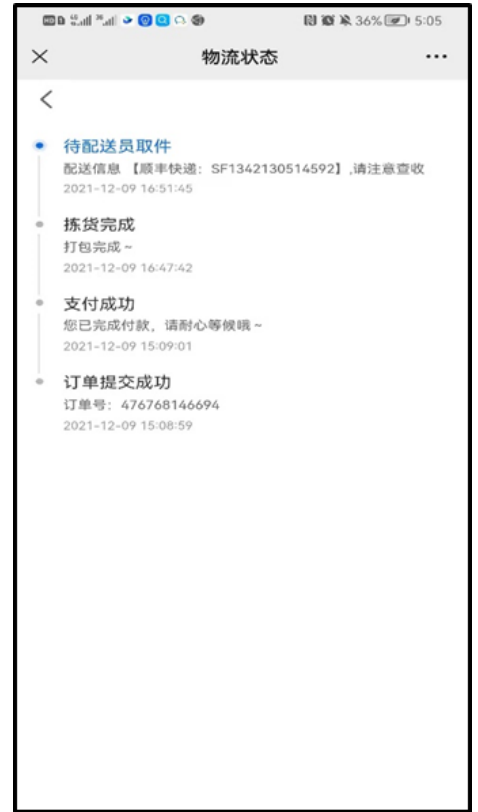 36% 5:05
物流状态
待配送员取件
配送信息【顺丰快递：SF1342130514592】,请注意查收
2021-12-09 16:51:45
拣货完成
打包完成~
2021-12-09 16:47:42
支付成功
您已完成付款，请耐心等候哦~
2021-12-09 15:09:01
订单提交成功
订单号：476768146694
2021-12-09 15:08:59